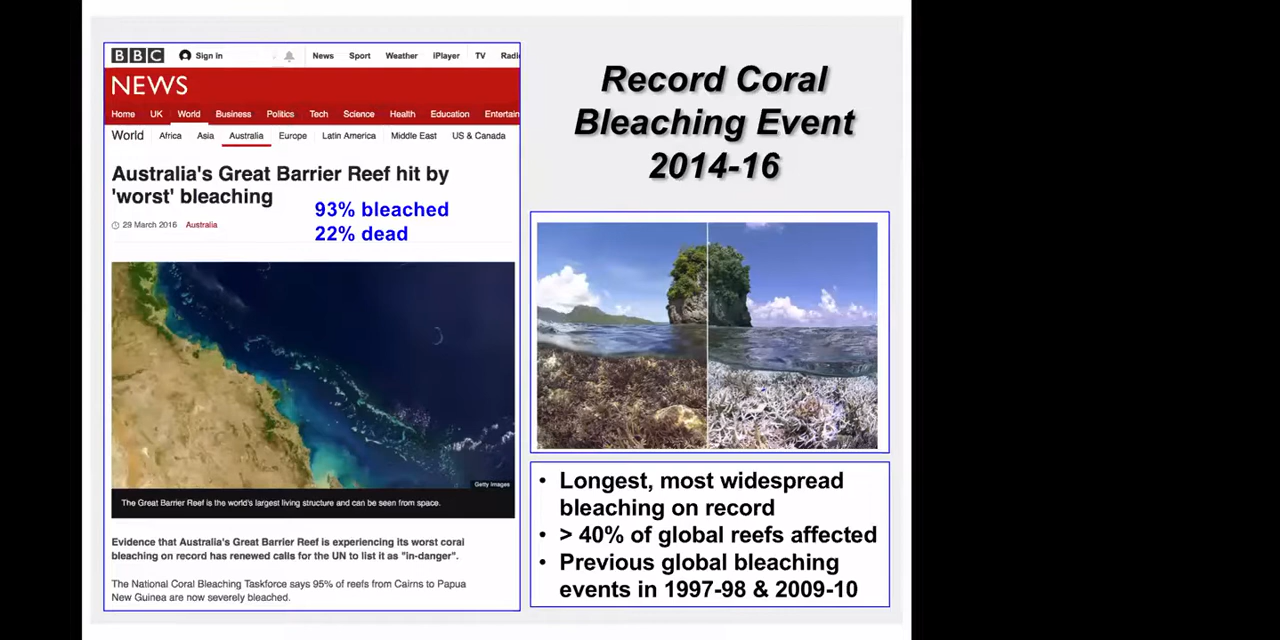 BBC Sign in News Sport Weather iPlayer TV Radi
NEWS
Home UK World Business Politics Tech Science Health Education Entertain
World Africa Asia Australia Europe Latin America Middle East US & Canada
Australia's Great Barrier Reef hit by
'worst' bleaching
93% bleached
22% dead
29 March 2016 Australia
Getty Images
The Great Barrier Reef is the world's largest living structure and can be seen from space.
Evidence that Australia's Great Barrier Reef is experiencing its worst coral
bleaching on record has renewed calls for the UN to list it as "in-danger".
The National Coral Bleaching Taskforce says 95% of reefs from Cairns to Papua
New Guinea are now severely bleached.
Record Coral
Bleaching Event
2014-16
• Longest, most widespread
bleaching on record
• > 40% of global reefs affected
• Previous global bleaching
events in 1997-98 & 2009-10